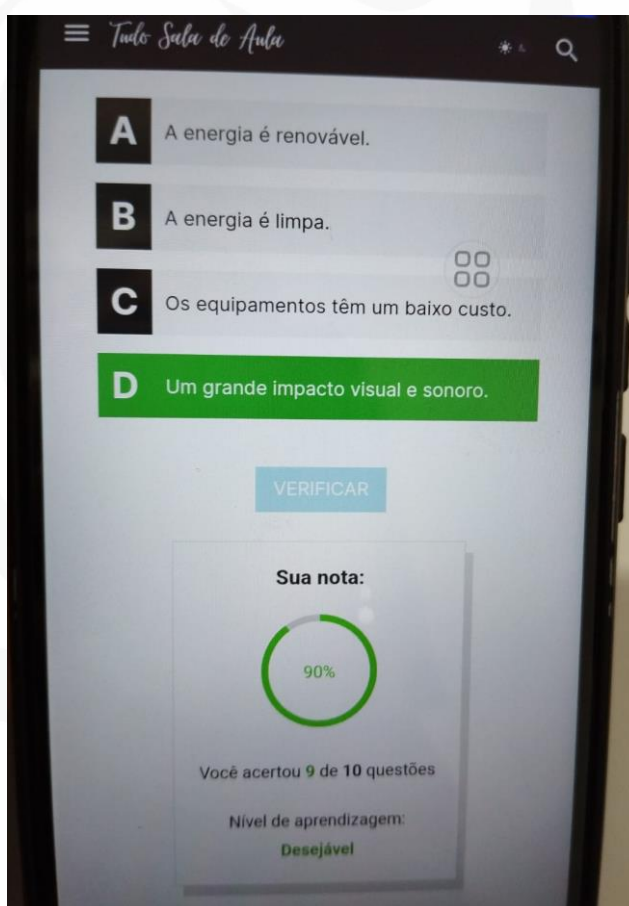 Tudo Sala de Aula
A A energia é renovável.
B A energia é limpa.
C Os equipamentos têm um baixo custo.
D Um grande impacto visual e sonoro.
VERIFICAR
Sua nota:
90%
Você acertou 9 de 10 questões
Nível de aprendizagem:
Desejável